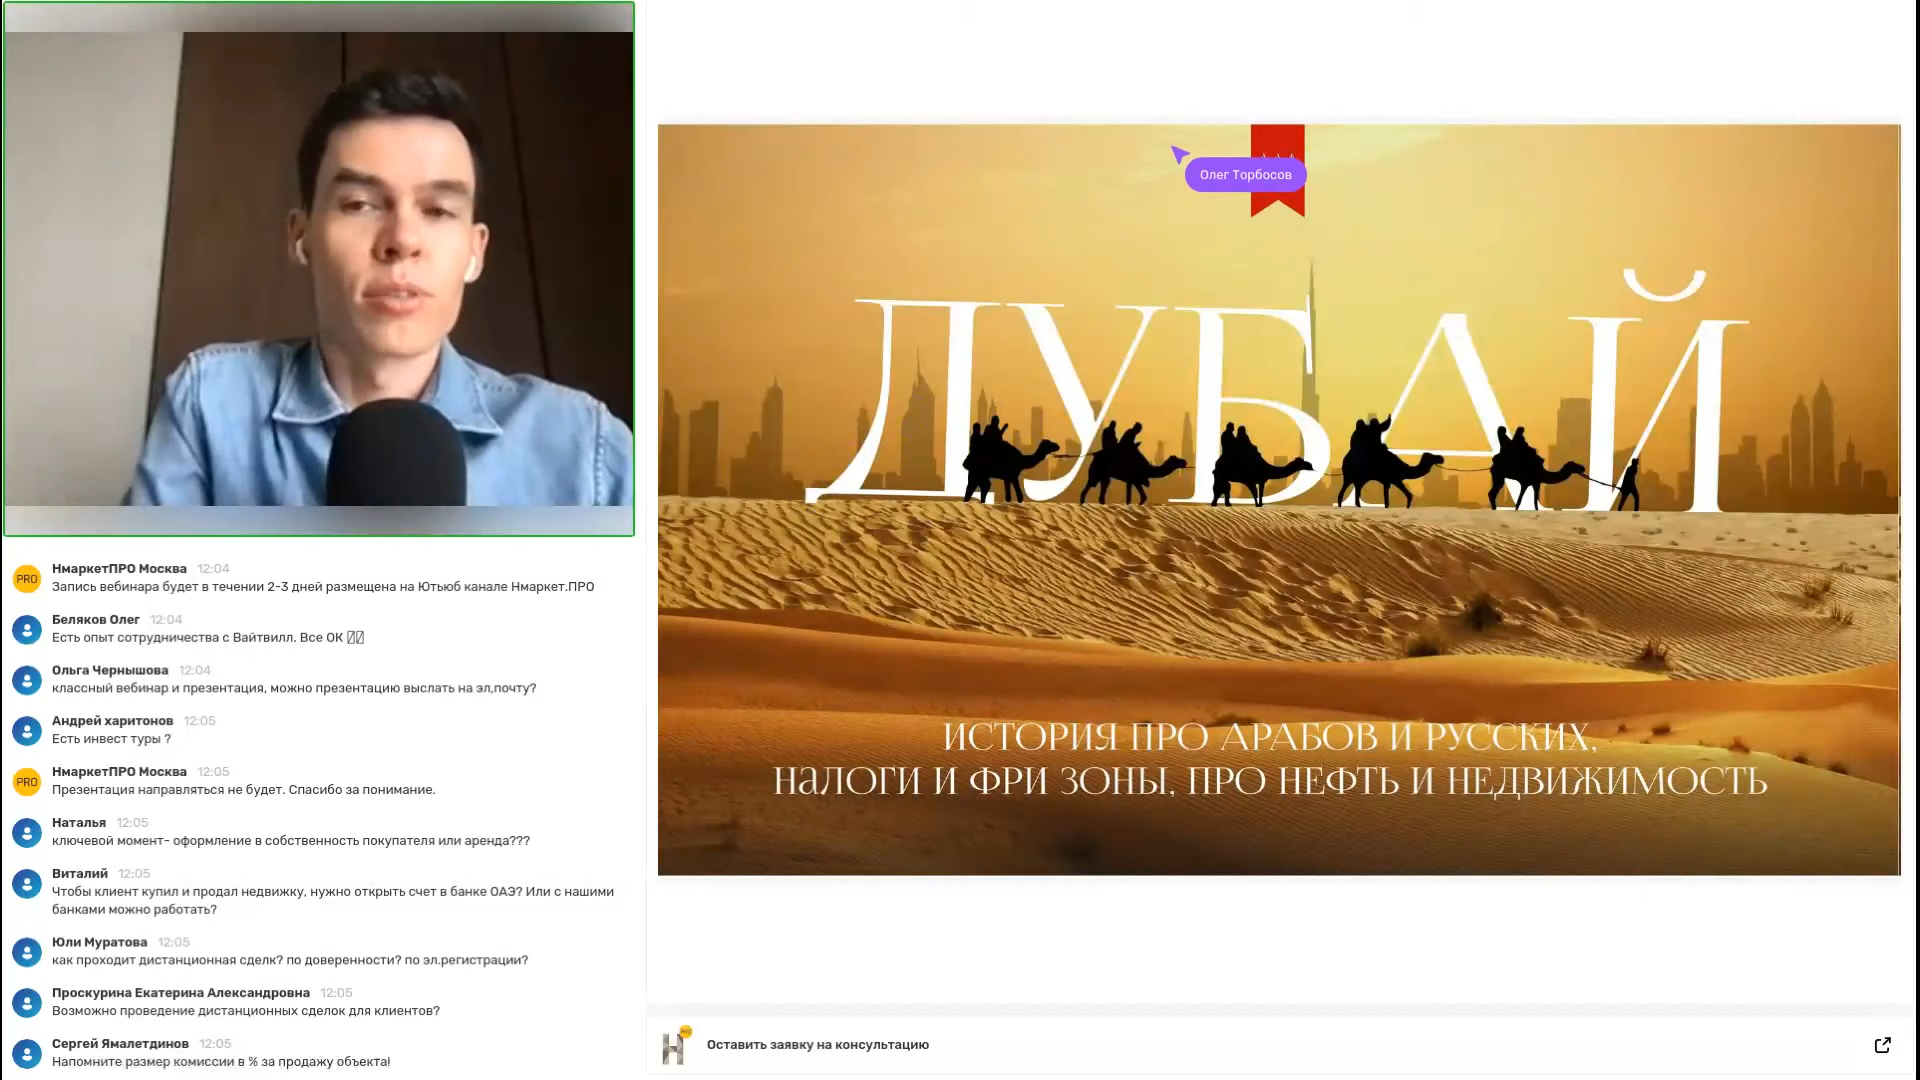 НмаркетПРО Москва 12:04
PRO
Запись вебинара будет в течении 2-3 дней размещена на Ютьюб канале Нмаркет.ПРО
Беляков Олег 12:04
Есть опыт сотрудничества с Вайтвилл. Все ОК
Ольга Чернышова 12:04
классный вебинар и презентация, можно презентацию выслать на эл,почту?
Андрей харитонов 12:05
Есть инвест туры ?
НмаркетПРО Москва 12:05
PRO
Презентация направляться не будет. Спасибо за понимание.
Наталья 12:05
ключевой момент- оформление в собственность покупателя или аренда???
Виталий 12:05
Чтобы клиент купил и продал недвижку, нужно открыть счет в банке ОАЭ? Или с нашими
банками можно работать?
Юли Муратова 12:05
как проходит дистанционная сделк? по доверенности? по эл.регистрации?
Проскурина Екатерина Александровна 12:05
Возможно проведение дистанционных сделок для клиентов?
Сергей Ямалетдинов 12:05
Напомните размер комиссии в % за продажу объекта!
Олег Торбосов
ДУБАЙ
ИСТОРИЯ ПРО АРАБОВ И РУССКИХ,
НАЛОГИ И ФРИ ЗОНЫ, ПРО НЕФТЬ И НЕДВИЖИМОСТЬ
PRO
Н
Оставить заявку на консультацию